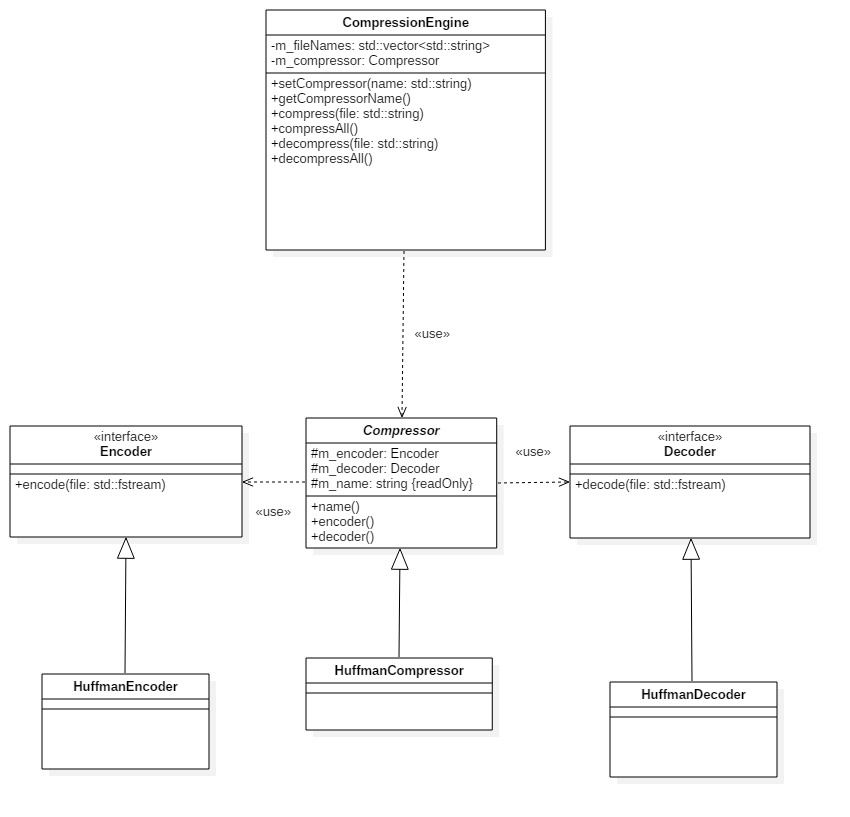 CompressionEngine
-m_fileNames: std::vector<std::string>
-m_compressor: Compressor
+setCompressor(name: std::string)
+getCompressorName()
+compress(file: std::string)
+compressAll()
+decompress(file: std::string)
+decompressAll()
«use»
«interface»
Encoder
+encode(file: std::fstream)
«use»
Compressor
#m_encoder: Encoder
#m_decoder: Decoder
#m_name: string {readOnly}
+name()
+encoder()
+decoder()
«use»
«interface»
Decoder
+decode(file: std::fstream)
HuffmanEncoder
HuffmanCompressor
HuffmanDecoder